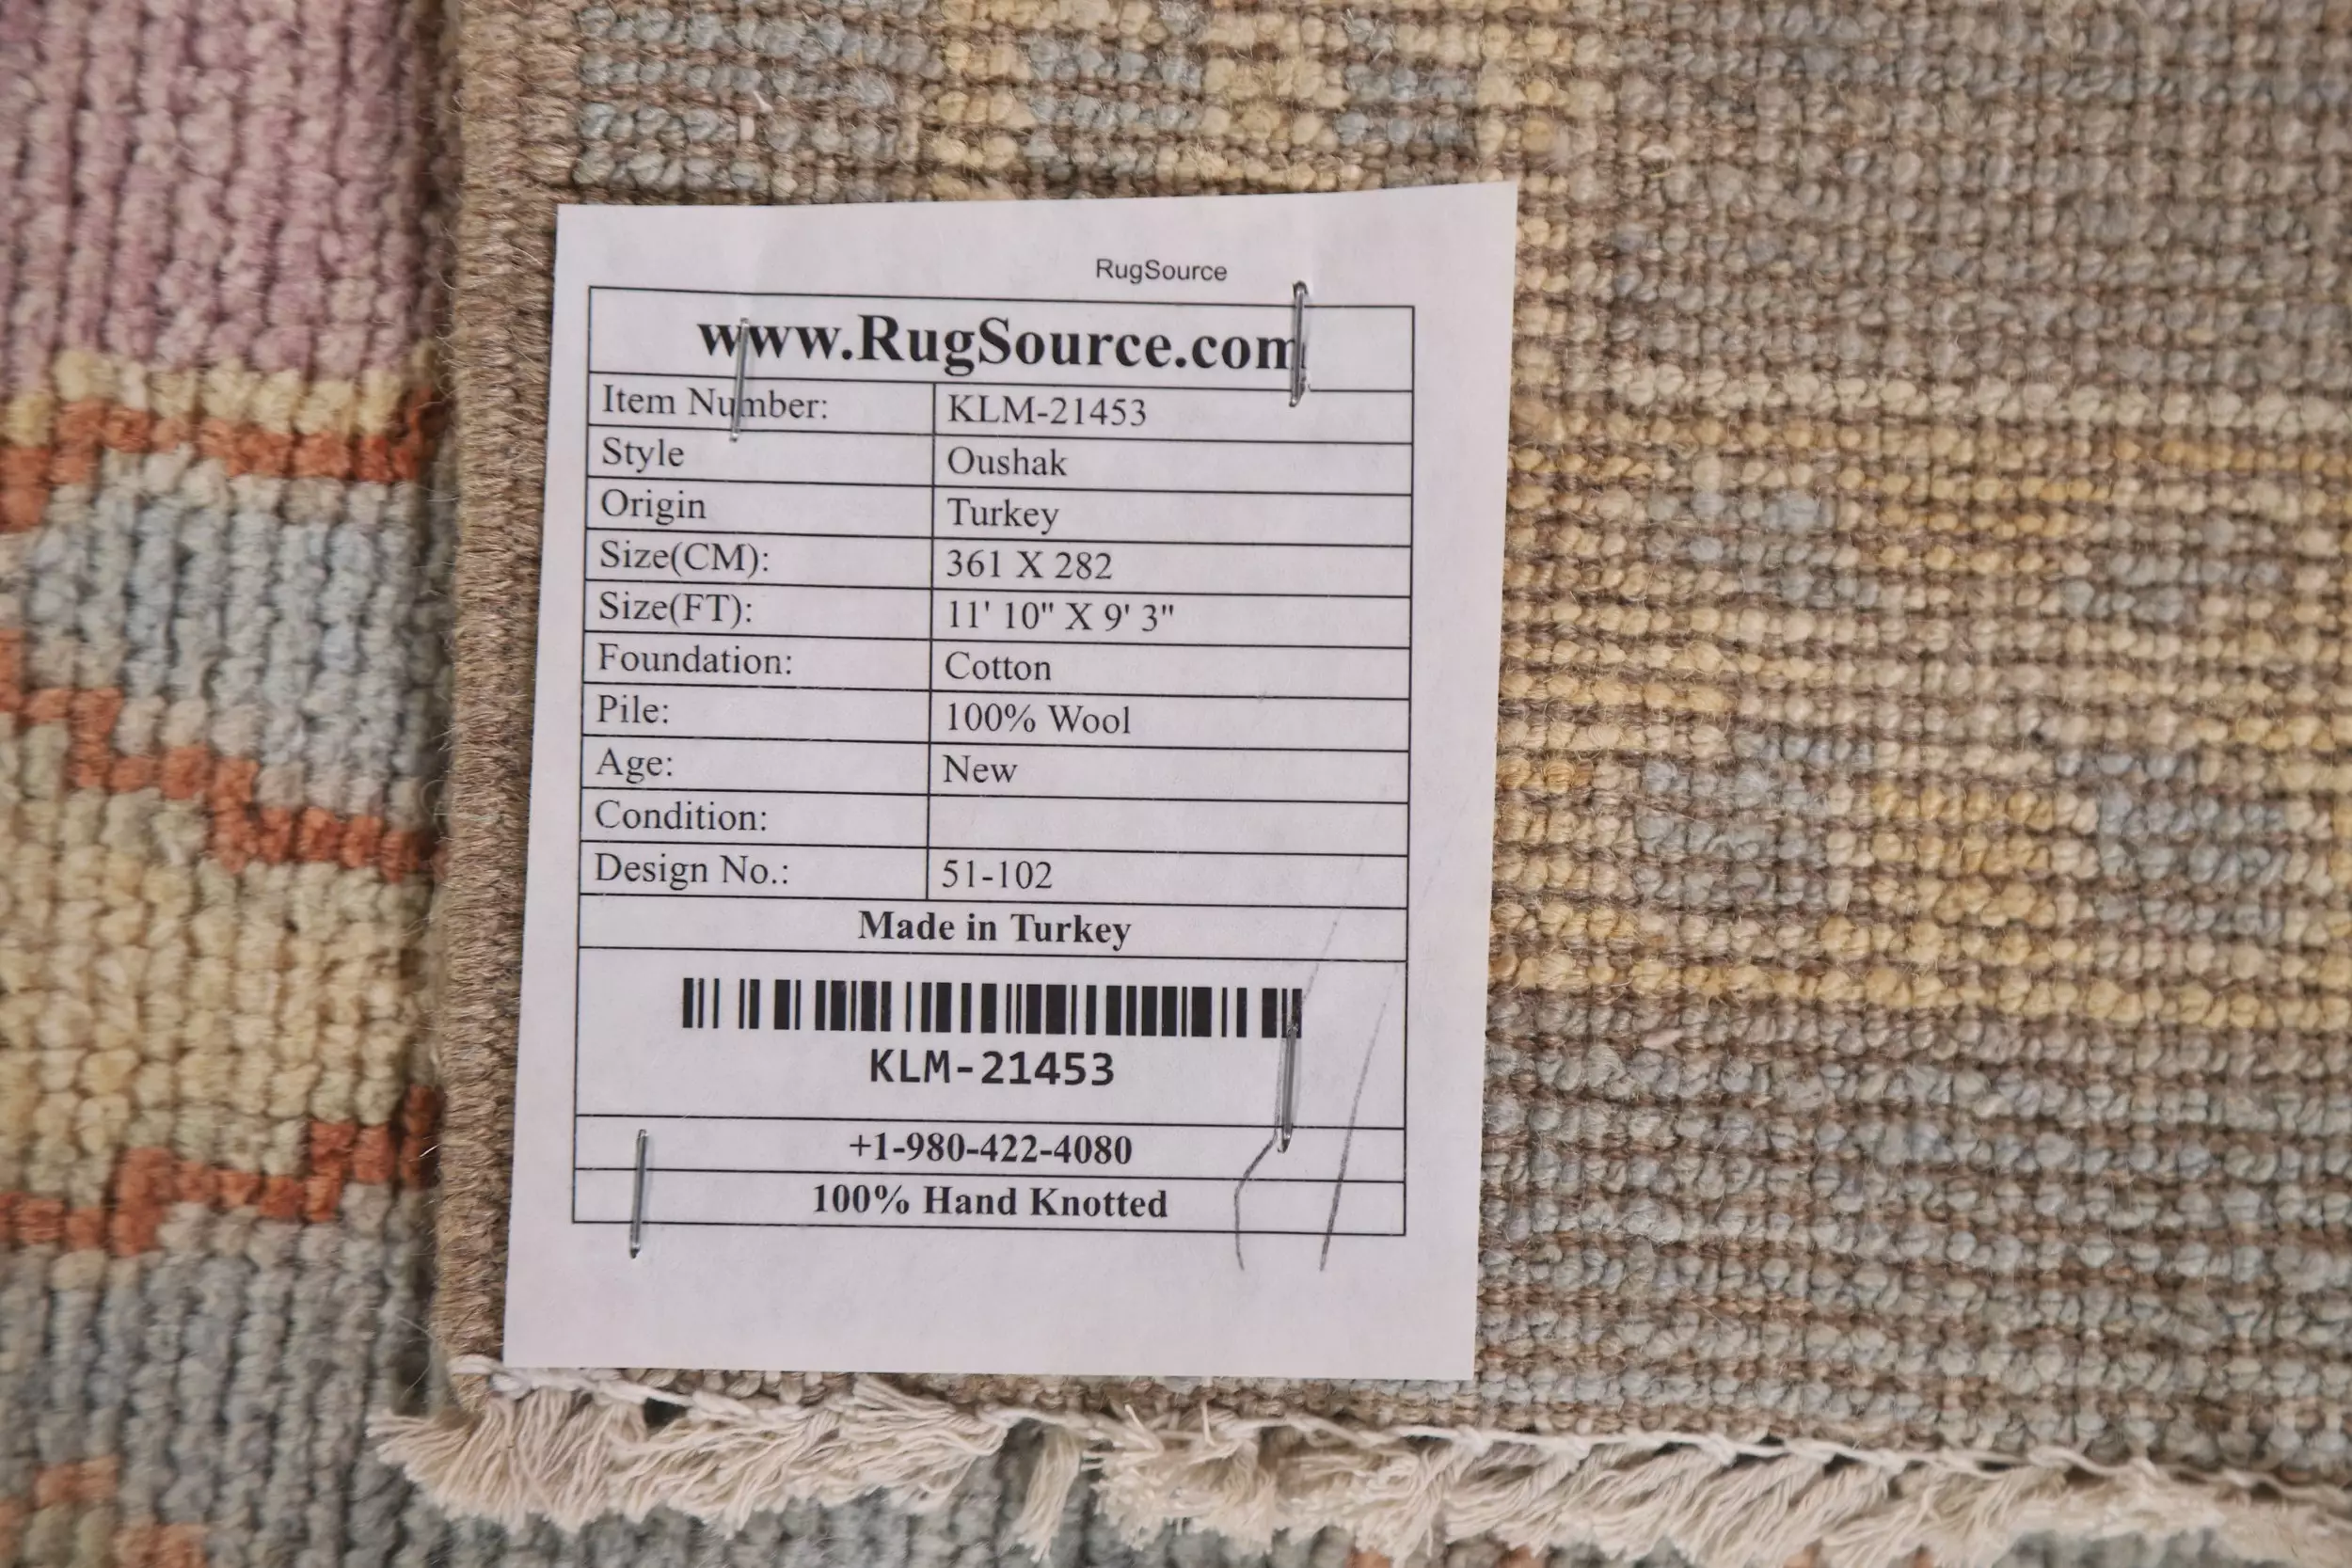 RugSource
www.RugSource.com
Item Number: KLM-21453
Style Oushak
Origin Turkey
Size(CM): 361 X 282
Size(FT): 11' 10" X 9' 3"
Foundation: Cotton
Pile: 100% Wool
Age: New
Condition:
Design No.: 51-102
Made in Turkey
KLM-21453
+1-980-422-4080
100% Hand Knotted